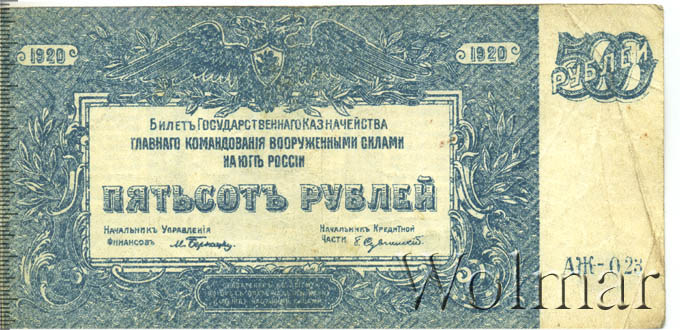 1920
1920
500
РУБЛЕЙ
БИЛЕТЪ ГОСУДАРСТВЕННАГО КАЗНАЧЕЙСТВА
ГЛАВНАГО КОМАНДОВАНІЯ ВООРУЖЕННЫМИ СИЛАМИ
НА ЮГѢ РОССІИ
ПЯТЬСОТЪ РУБЛЕЙ
НАЧАЛЬНИКЪ УПРАВЛЕНІЯ
ФИНАНСОВЪ
НАЧАЛЬНИКЪ КРЕДИТНОЙ
ЧАСТИ
АЖ-023
Wolmar